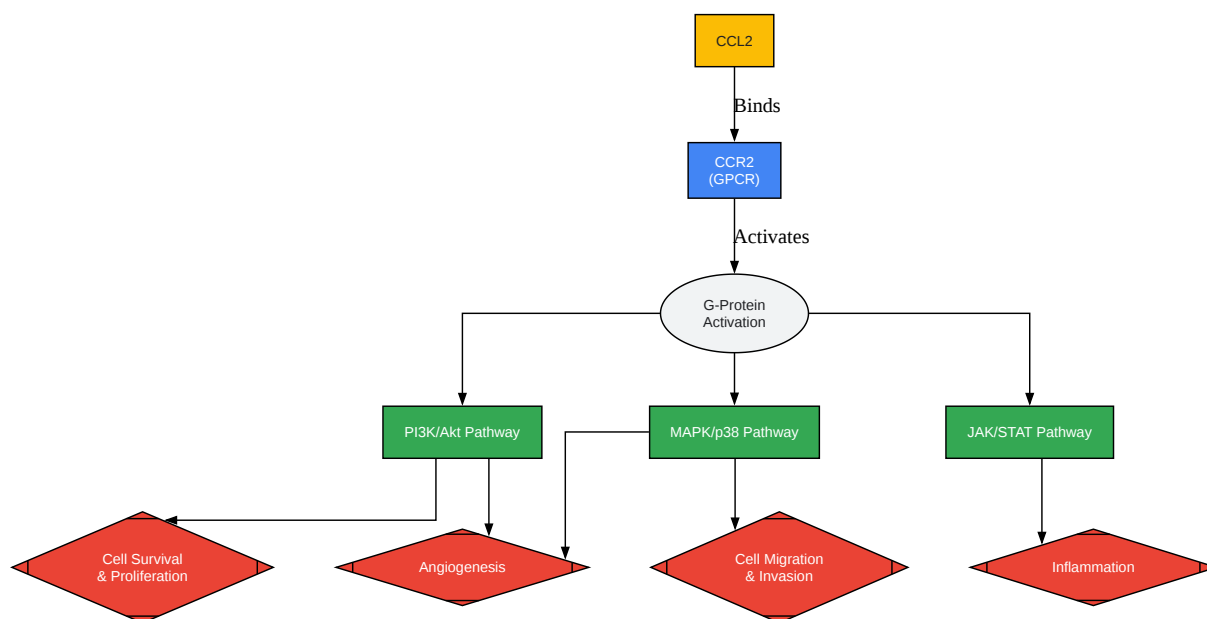 CCL2
Binds
CCR2
(GPCR)
Activates
G-Protein
Activation
PI3K/Akt Pathway
MAPK/p38 Pathway
JAK/STAT Pathway
Cell Survival
& Proliferation
Angiogenesis
Cell Migration
& Invasion
Inflammation